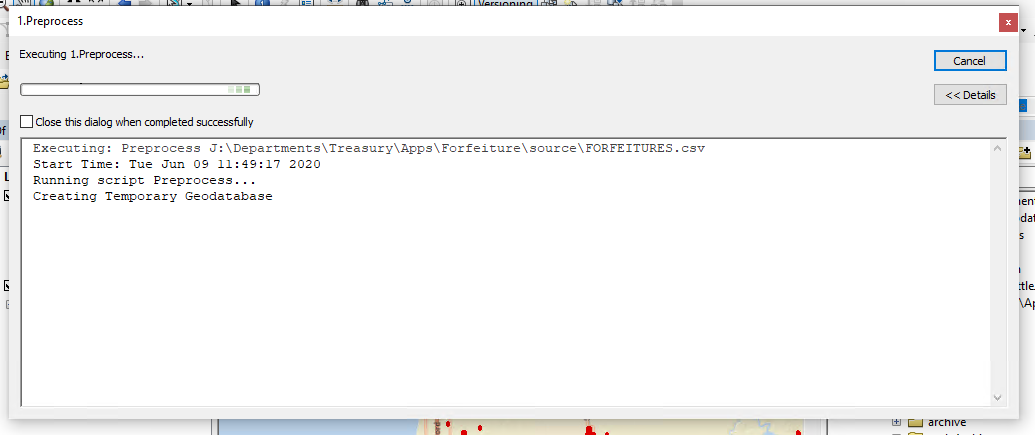 Versioning
1.Preprocess
x
Executing 1.Preprocess...
Cancel
<< Details
Close this dialog when completed successfully
Executing: Preprocess J:\Departments\Treasury\Apps\Forfeiture\source\FORFEITURES.csv
Start Time: Tue Jun 09 11:49:17 2020
Running script Preprocess...
Creating Temporary Geodatabase
archive